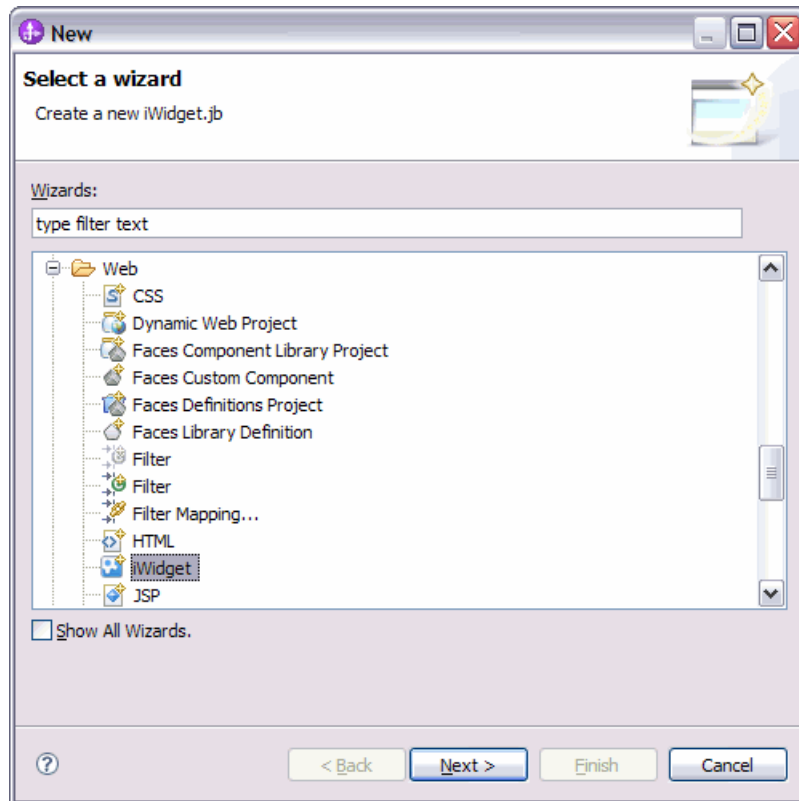 New
Select a wizard
Create a new iWidget.jb
Wizards:
type filter text
Web
CSS
Dynamic Web Project
Faces Component Library Project
Faces Custom Component
Faces Definitions Project
Faces Library Definition
Filter
Filter
Filter Mapping...
HTML
iWidget
JSP
Show All Wizards.
? < Back Next > Finish Cancel